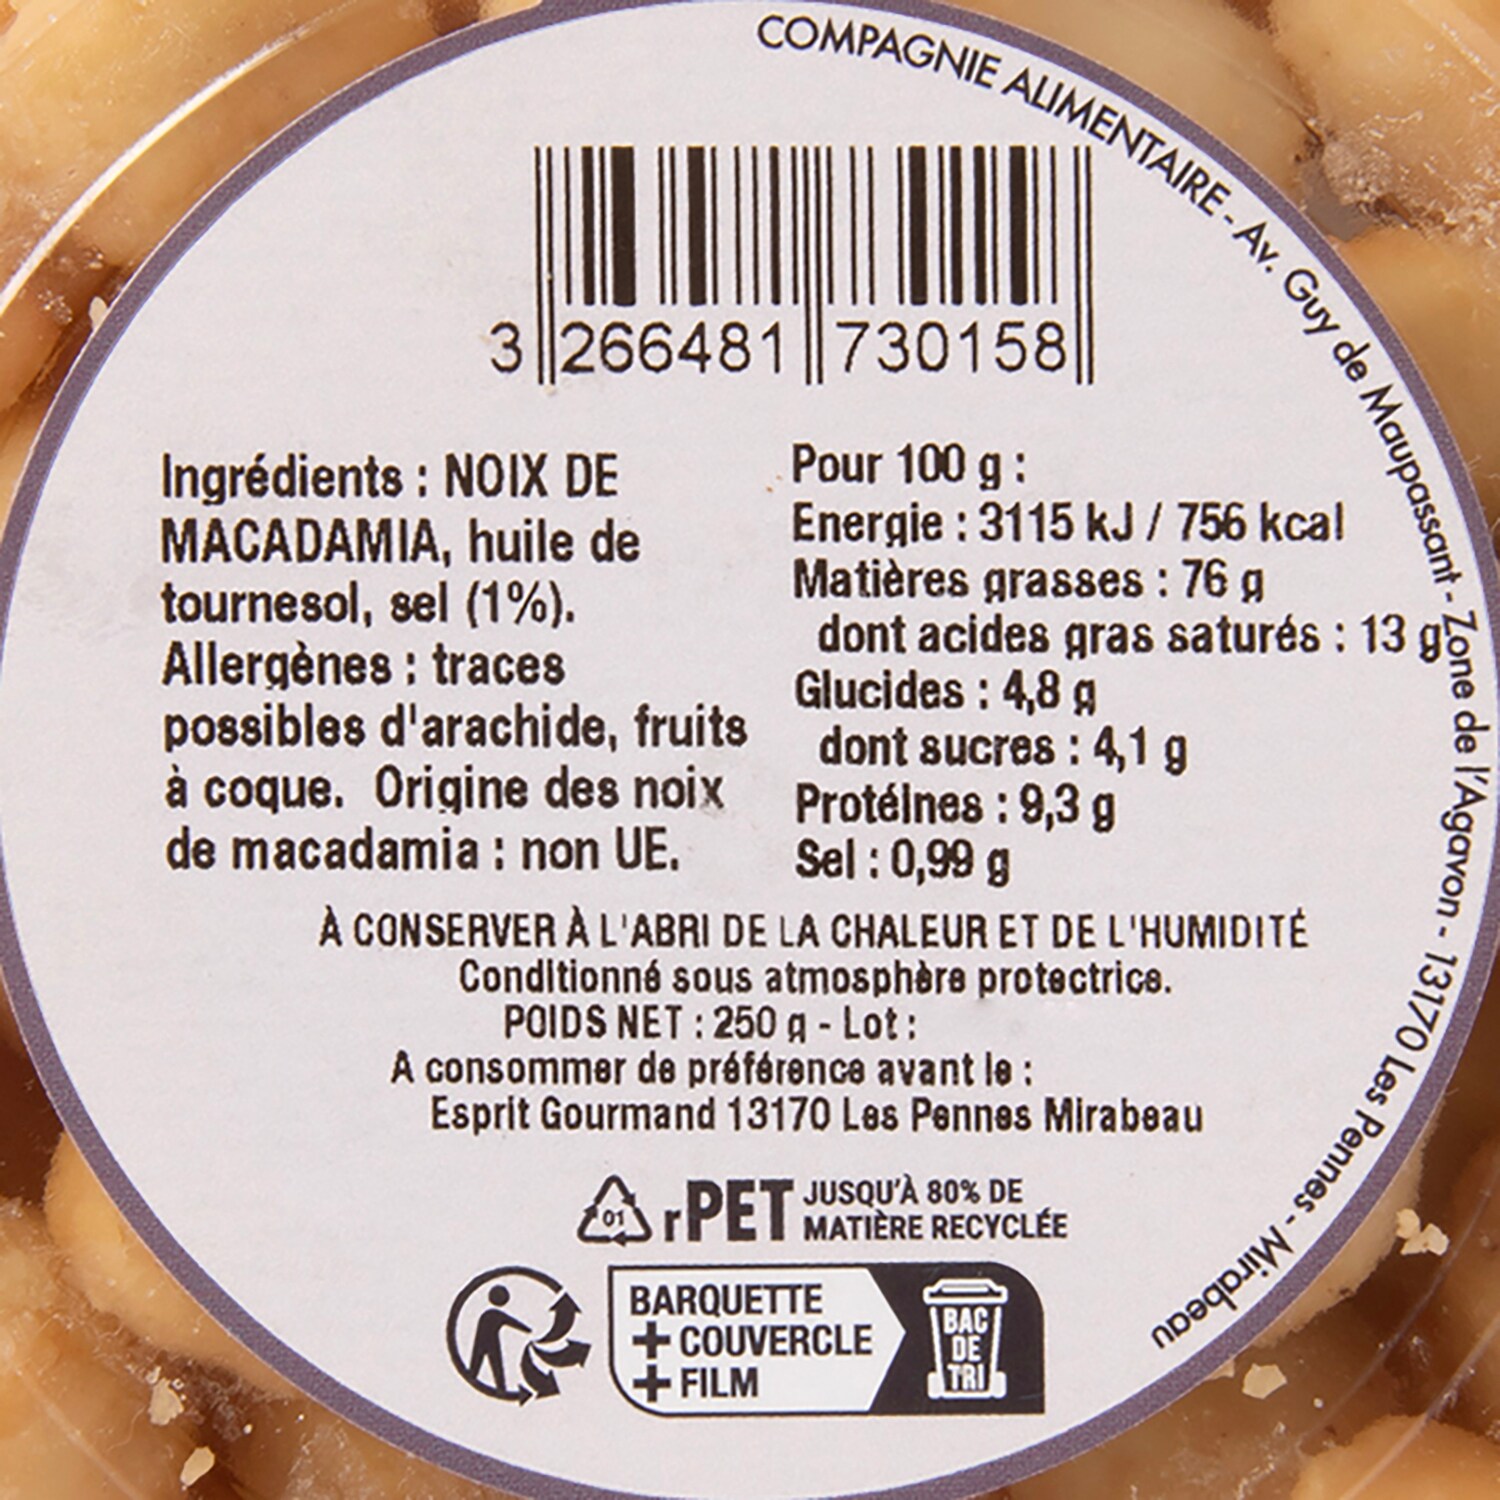 COMPAGNIE ALIMENTAIRE - Av. Guy de Maupassant - Zone de l'Agavon - 13170 Les Pennes - Mirabeau
3 266481 730158
Ingrédients : NOIX DE
MACADAMIA, huile de
tournesol, sel (1%).
Allergènes : traces
possibles d'arachide, fruits
à coque. Origine des noix
de macadamia : non UE.
Pour 100 g :
Energie : 3115 kJ / 756 kcal
Matières grasses : 76 g
dont acides gras saturés : 13 g
Glucides : 4,8 g
dont sucres : 4,1 g
Protéines : 9,3 g
Sel : 0,99 g
À CONSERVER À L'ABRI DE LA CHALEUR ET DE L'HUMIDITÉ
Conditionné sous atmosphère protectrice.
POIDS NET : 250 g - Lot :
A consommer de préférence avant le :
Esprit Gourmand 13170 Les Pennes Mirabeau
01 rPET JUSQU'À 80% DE
MATIÈRE RECYCLÉE
BARQUETTE
+ COUVERCLE
+ FILM
BAC
DE
TRI